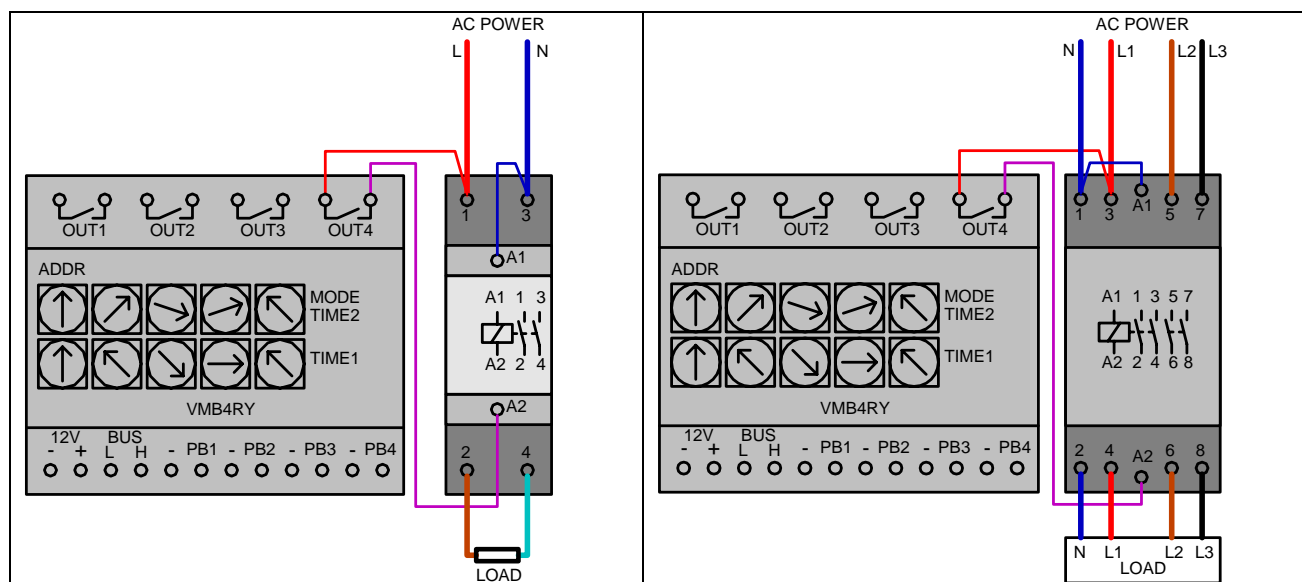 AC POWER
L N
1 3
OUT1 OUT2 OUT3 OUT4
A1
ADDR
MODE
TIME2
A1 1 3
TIME1
A2 2 4
VMB4RY
A2
12V BUS
- + L H - PB1 - PB2 - PB3 - PB4
2 4
LOAD
AC POWER
N L1 L2 L3
1 3 A1 5 7
OUT1 OUT2 OUT3 OUT4
ADDR
MODE
TIME2
A1 1 3 5 7
TIME1
A2 2 4 6 8
VMB4RY
12V BUS
- + L H - PB1 - PB2 - PB3 - PB4
2 4 A2 6 8
N L1 L2 L3
LOAD